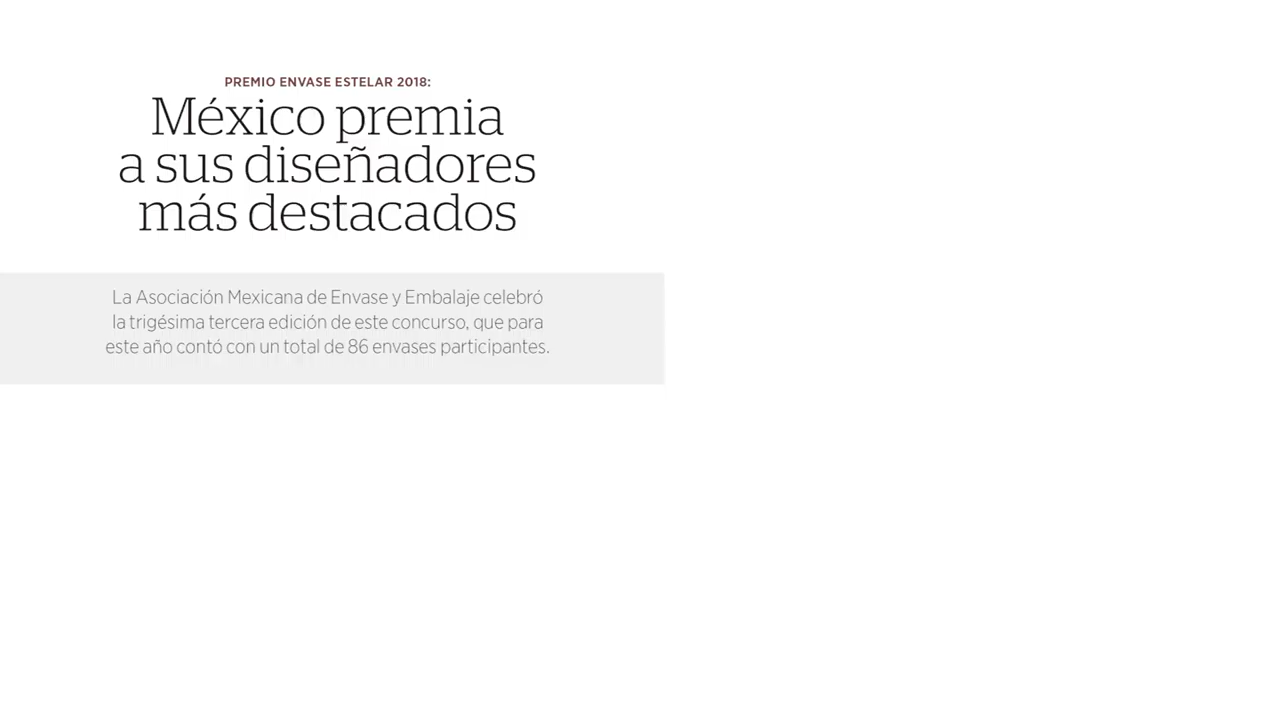 PREMIO ENVASE ESTELAR 2018:
México premia
a sus diseñadores
más destacados
La Asociación Mexicana de Envase y Embalaje celebró
la trigésima tercera edición de este concurso, que para
este año contó con un total de 86 envases participantes.